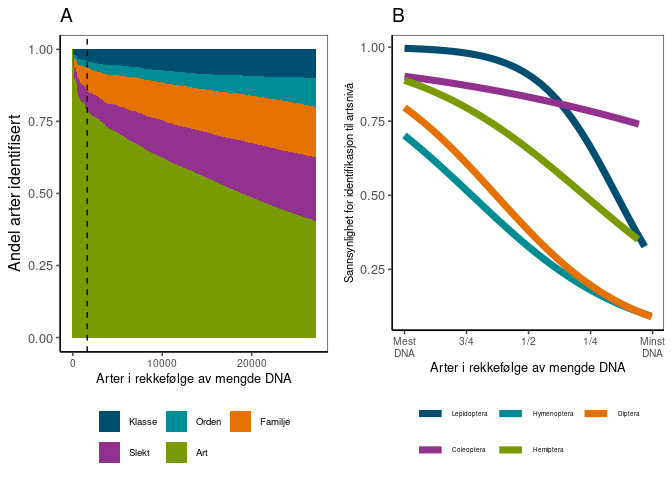 A
Andel arter identifisert
1.00
0.75
0.50
0.25
0.00
0 10000 20000
Arter i rekkefølge av mengde DNA
Klasse Orden Familje
Slekt Art
B
Sannsynlighet for identifikasjon til artsnivå
1.00
0.75
0.50
0.25
Mest DNA 3/4 1/2 1/4 Minst DNA
Arter i rekkefølge av mengde DNA
Lepidoptera Hymenoptera Diptera
Coleoptera Hemiptera